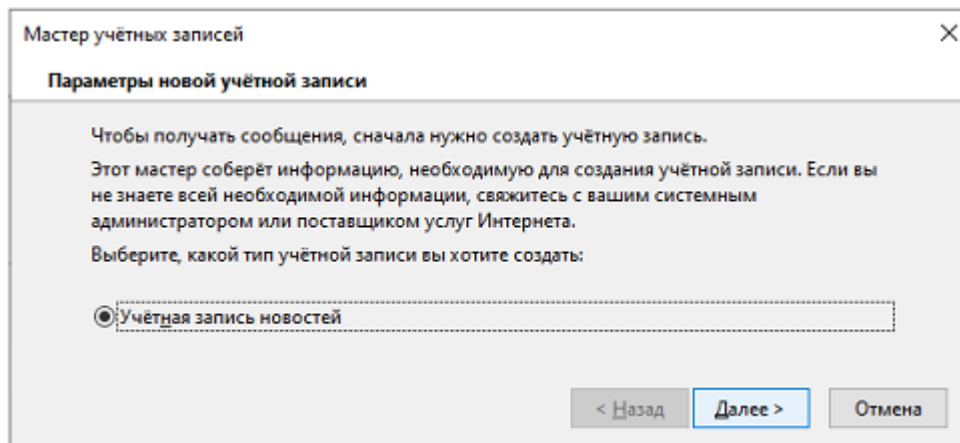 Мастер учётных записей
Параметры новой учётной записи
Чтобы получать сообщения, сначала нужно создать учётную запись.
Этот мастер соберёт информацию, необходимую для создания учётной записи. Если вы
не знаете всей необходимой информации, свяжитесь с вашим системным
администратором или поставщиком услуг Интернета.
Выберите, какой тип учётной записи вы хотите создать:
Учётная запись новостей
< Назад Далее > Отмена